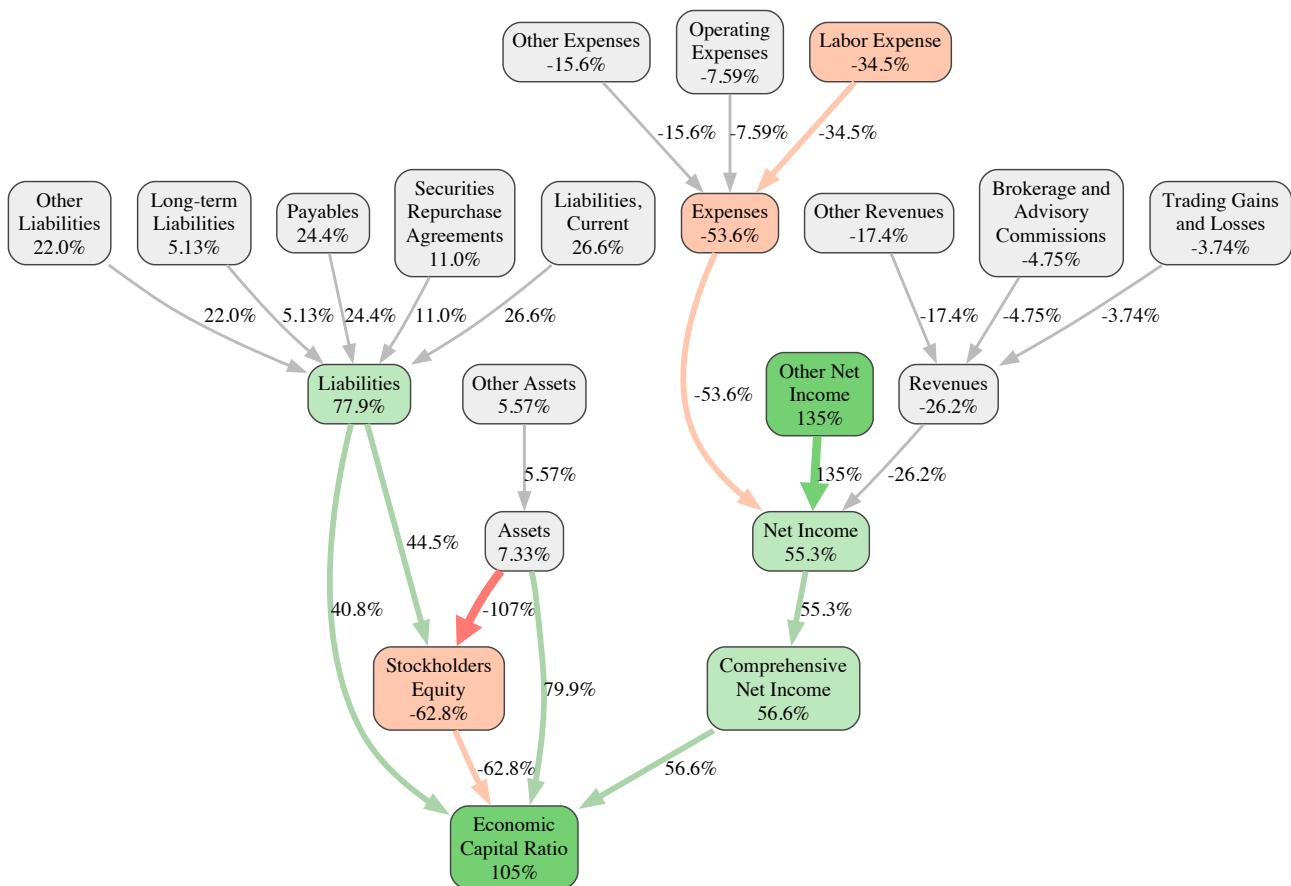 Other Expenses
-15.6%
Operating
Expenses
-7.59%
Labor Expense
-34.5%
-15.6%
-7.59%
-34.5%
Other
Liabilities
22.0%
Long-term
Liabilities
5.13%
Payables
24.4%
Securities
Repurchase
Agreements
11.0%
Liabilities,
Current
26.6%
Expenses
-53.6%
Other Revenues
-17.4%
Brokerage and
Advisory
Commissions
-4.75%
Trading Gains
and Losses
-3.74%
22.0%
5.13%
24.4%
11.0%
26.6%
-17.4%
-4.75%
-3.74%
Liabilities
77.9%
Other Assets
5.57%
-53.6%
Other Net
Income
135%
Revenues
-26.2%
5.57%
135%
-26.2%
Assets
7.33%
Net Income
55.3%
44.5%
40.8%
-107%
55.3%
Stockholders
Equity
-62.8%
79.9%
Comprehensive
Net Income
56.6%
-62.8%
56.6%
Economic
Capital Ratio
105%